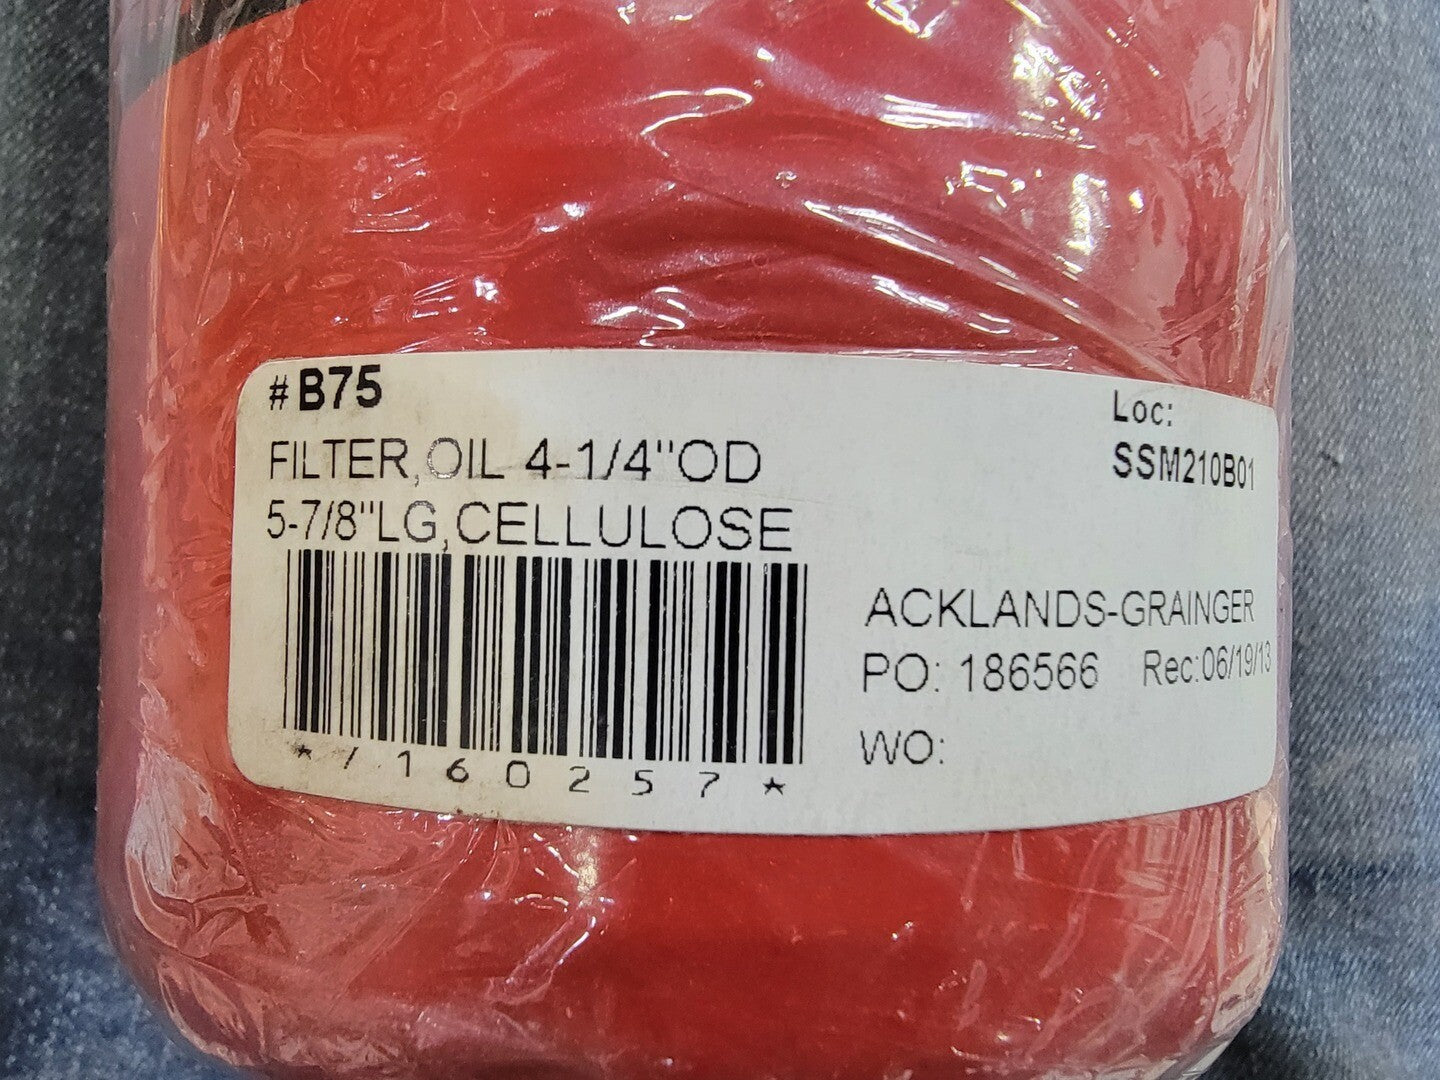 #B75
FILTER,OIL 4-1/4"OD
5-7/8"LG,CELLULOSE
*/160257*
Loc:
SSM210B01
ACKLANDS-GRAINGER
PO: 186566 Rec:06/19/13
WO: